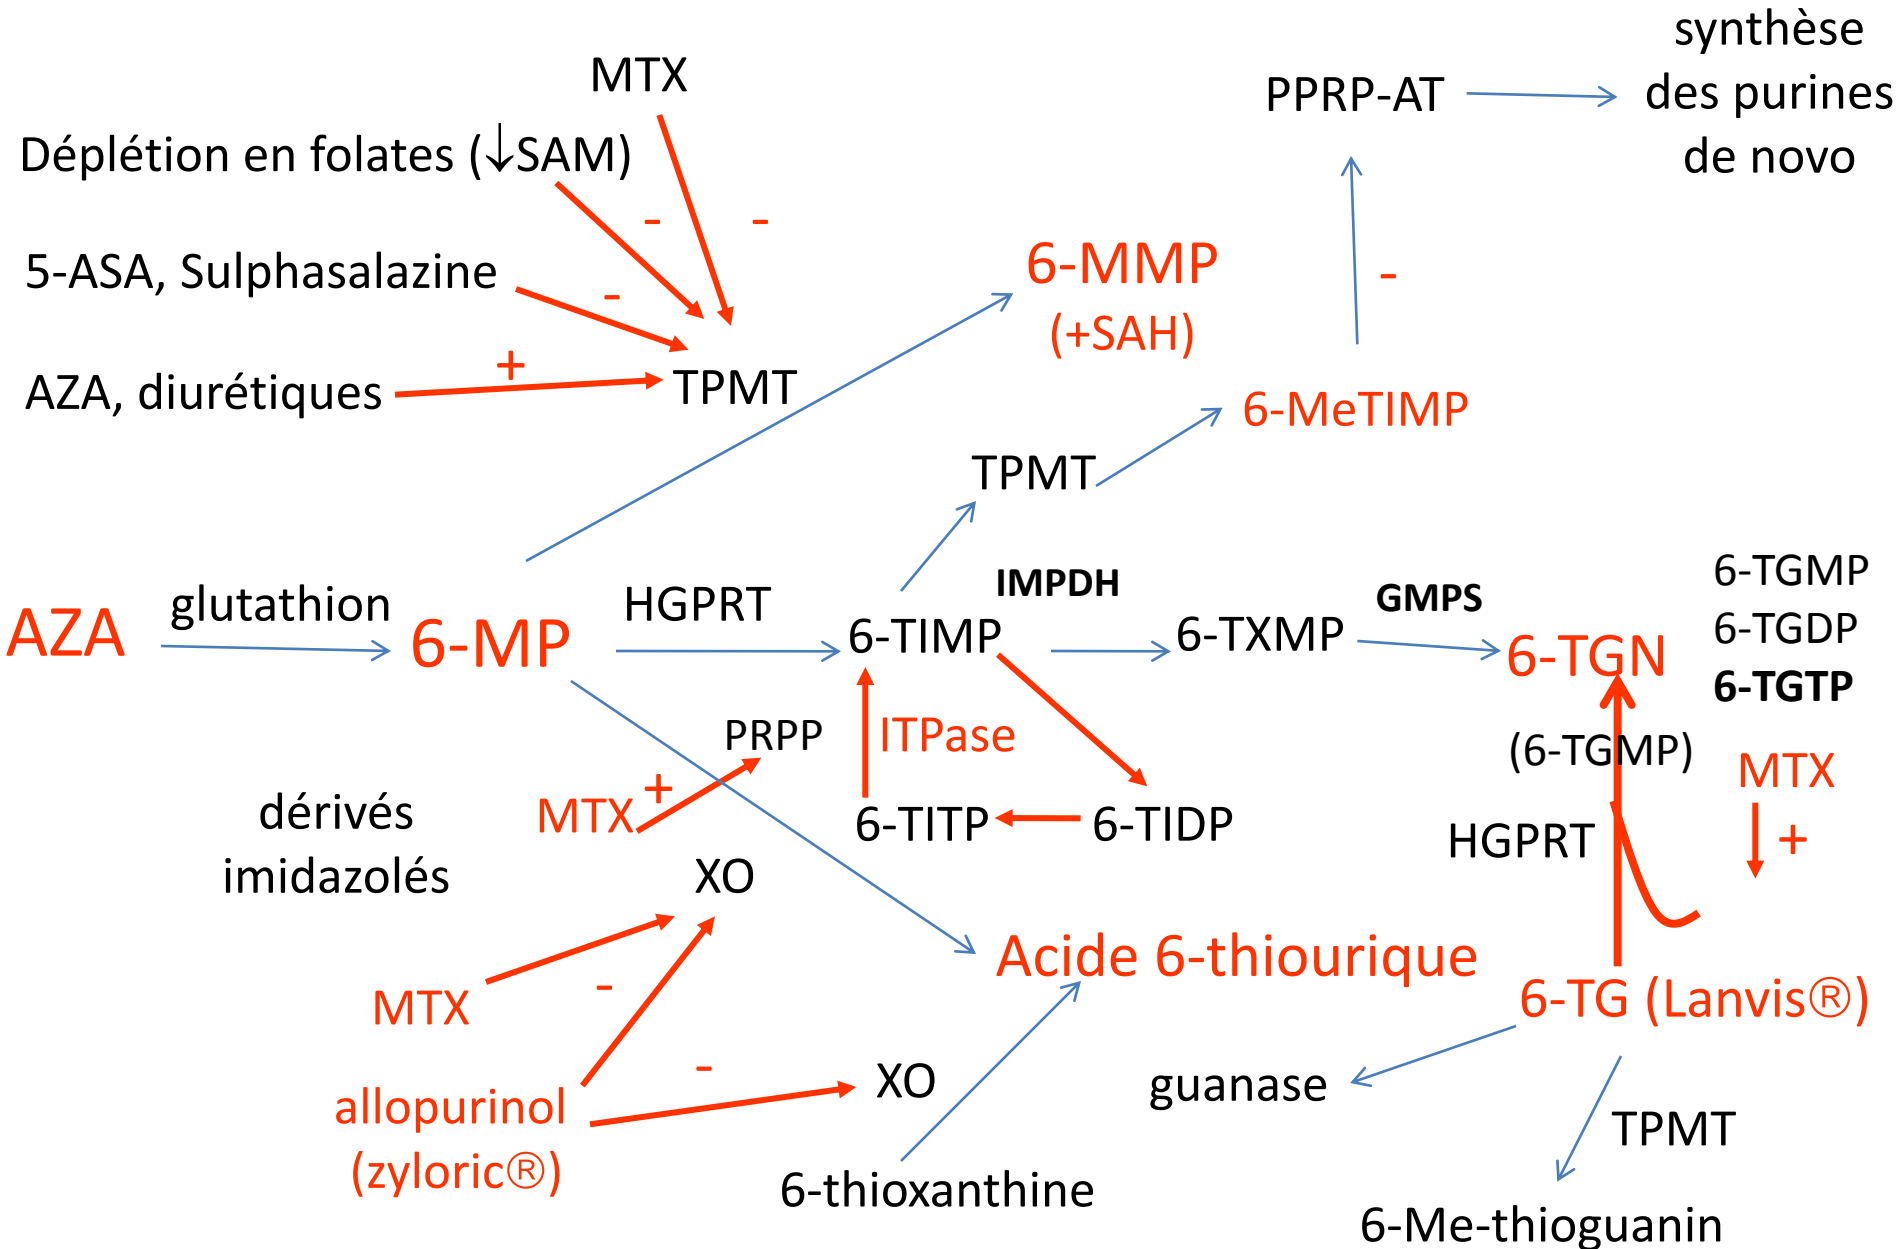 synthèse
des purines
de novo
PPRP-AT
MTX
Déplétion en folates (↓SAM)
-
-
5-ASA, Sulphasalazine
-
6-MMP
(+SAH)
-
AZA, diurétiques
+
TPMT
6-MeTIMP
TPMT
AZA
glutathion
6-MP
HGPRT
6-TIMP
IMPDH
6-TXMP
GMPS
6-TGN
6-TGMP
6-TGDP
6-TGTP
PRPP
ITPase
(6-TGMP)
MTX
+
dérivés
imidazolés
MTX
+
6-TITP
6-TIDP
HGPRT
XO
Acide 6-thiourique
MTX
-
6-TG (Lanvis®)
allopurinol
(zyloric®)
-
XO
guanase
TPMT
6-thioxanthine
6-Me-thioguanin